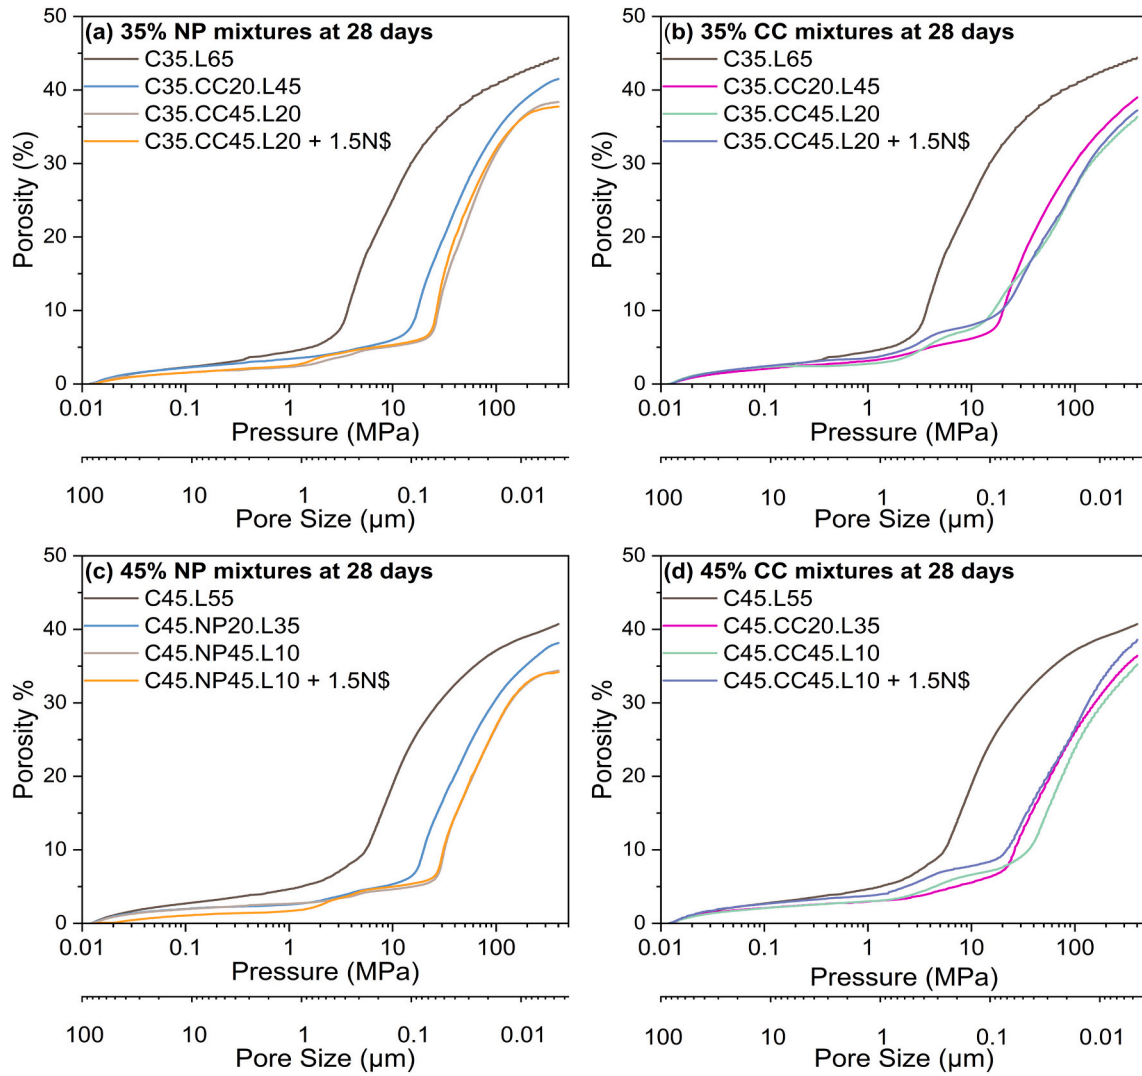 (a) 35% NP mixtures at 28 days
C35.L65
C35.CC20.L45
C35.CC45.L20
C35.CC45.L20 + 1.5N$
Porosity (%)
50
40
30
20
10
0
0.01 0.1 1 10 100
Pressure (MPa)
100 10 1 0.1 0.01
Pore Size (µm)
(b) 35% CC mixtures at 28 days
C35.L65
C35.CC20.L45
C35.CC45.L20
C35.CC45.L20 + 1.5N$
Porosity (%)
50
40
30
20
10
0
0.01 0.1 1 10 100
Pressure (MPa)
100 10 1 0.1 0.01
Pore Size (µm)
(c) 45% NP mixtures at 28 days
C45.L55
C45.NP20.L35
C45.NP45.L10
C45.NP45.L10 + 1.5N$
Porosity %
50
40
30
20
10
0
0.01 0.1 1 10 100
Pressure (MPa)
100 10 1 0.1 0.01
Pore Size (µm)
(d) 45% CC mixtures at 28 days
C45.L55
C45.CC20.L35
C45.CC45.L10
C45.CC45.L10 + 1.5N$
Porosity %
50
40
30
20
10
0
0.01 0.1 1 10 100
Pressure (MPa)
100 10 1 0.1 0.01
Pore Size (µm)